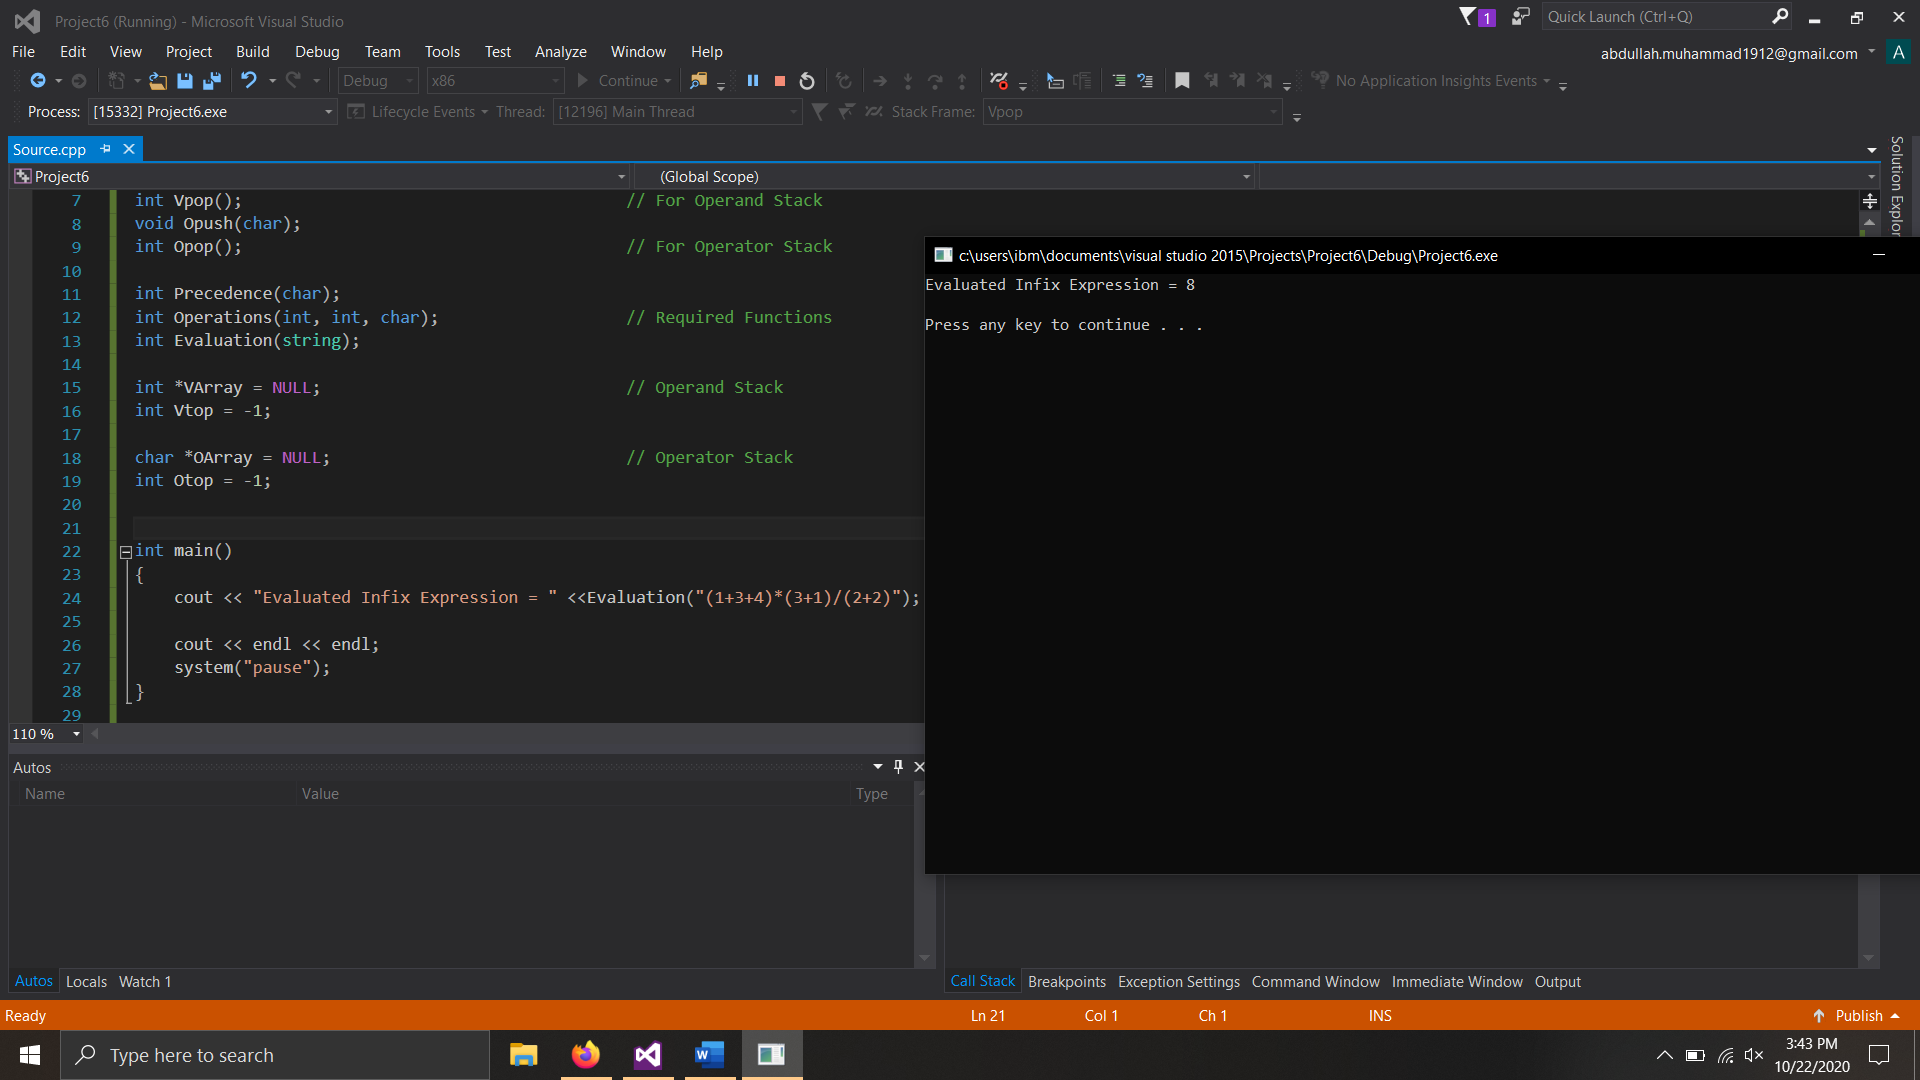 Project6 (Running) - Microsoft Visual Studio
1
Quick Launch (Ctrl+Q)
File Edit View Project Build Debug Team Tools Test Analyze Window Help
abdullah.muhammad1912@gmail.com A
Debug x86 Continue No Application Insights Events
Process: [15332] Project6.exe Lifecycle Events Thread: [12196] Main Thread Stack Frame: Vpop
Source.cpp
Project6 (Global Scope)
Solution Explor
7 int Vpop(); // For Operand Stack
8 void Opush(char);
9 int Opop(); // For Operator Stack
10
11 int Precedence(char);
12 int Operations(int, int, char); // Required Functions
13 int Evaluation(string);
14
15 int *VArray = NULL; // Operand Stack
16 int Vtop = -1;
17
18 char *OArray = NULL; // Operator Stack
19 int Otop = -1;
20
21
22 int main()
23 {
24 cout << "Evaluated Infix Expression = " <<Evaluation("(1+3+4)*(3+1)/(2+2)");
25
26 cout << endl << endl;
27 system("pause");
28 }
29
110 %
c:\users\ibm\documents\visual studio 2015\Projects\Project6\Debug\Project6.exe
Evaluated Infix Expression = 8
Press any key to continue . . .
Autos
Name Value Type
Autos Locals Watch 1
Call Stack Breakpoints Exception Settings Command Window Immediate Window Output
Ready Ln 21 Col 1 Ch 1 INS Publish
Type here to search
3:43 PM
10/22/2020